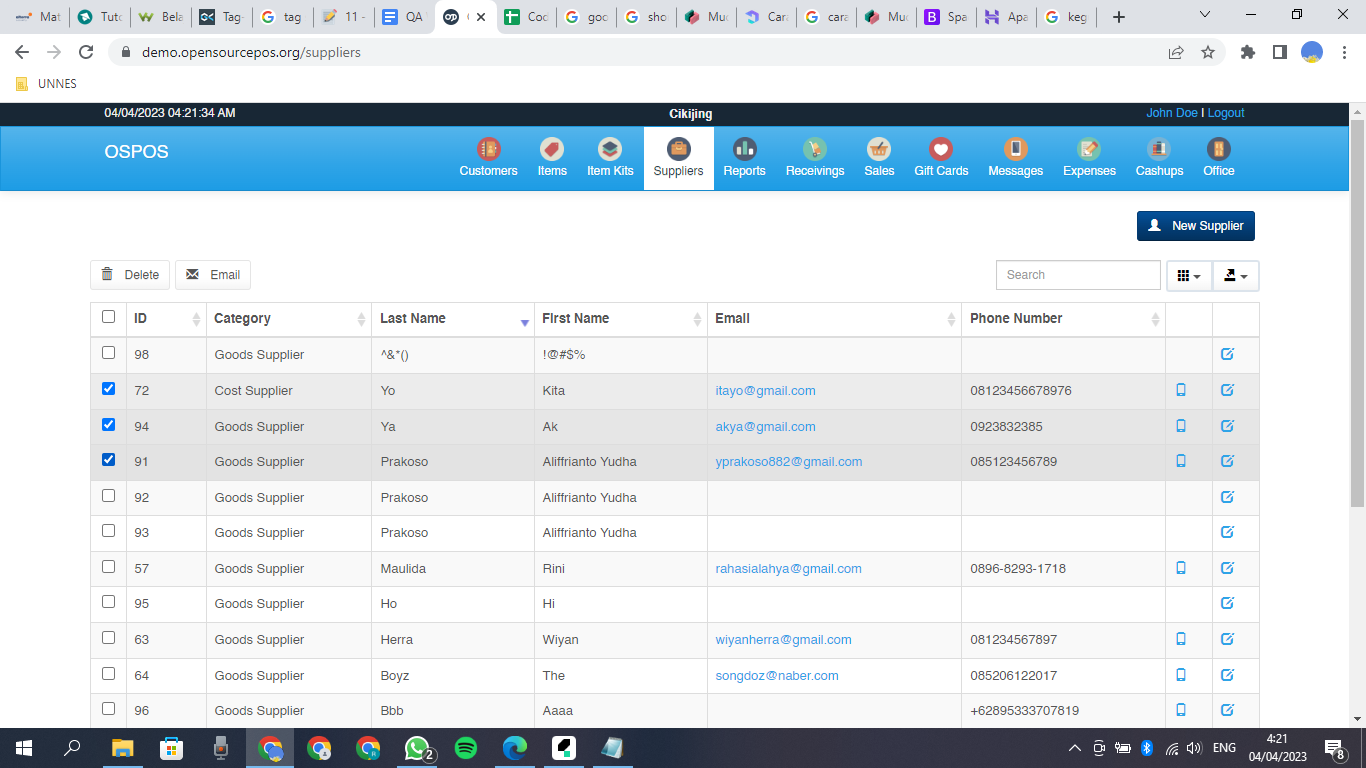 Mat Tuto Bela Tag- tag 11 - QA Cod goo sho Muc Cara cara Muc Spa Apa keg
demo.opensourcepos.org/suppliers
UNNES
04/04/2023 04:21:34 AM Cikijing John Doe | Logout
OSPOS Customers Items Item Kits Suppliers Reports Receivings Sales Gift Cards Messages Expenses Cashups Office
New Supplier
Delete Email Search
ID Category Last Name First Name Email Phone Number
98 Goods Supplier ^&*() !@#$%
72 Cost Supplier Yo Kita itayo@gmail.com 08123456678976
94 Goods Supplier Ya Ak akya@gmail.com 0923832385
91 Goods Supplier Prakoso Aliffrianto Yudha yprakoso882@gmail.com 085123456789
92 Goods Supplier Prakoso Aliffrianto Yudha
93 Goods Supplier Prakoso Aliffrianto Yudha
57 Goods Supplier Maulida Rini rahasialahya@gmail.com 0896-8293-1718
95 Goods Supplier Ho Hi
63 Goods Supplier Herra Wiyan wiyanherra@gmail.com 081234567897
64 Goods Supplier Boyz The songdoz@naber.com 085206122017
96 Goods Supplier Bbb Aaaa +62895333707819
2 ENG 4:21 8
04/04/2023